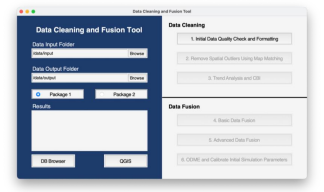 Data Cleaning and Fusion Tool
Data Cleaning and Fusion Tool
Data Input Folder
/data/input
Browse
Data Output Folder
/data/output
Browse
Package 1
Package 2
Results
DB Browser
QGIS
Data Cleaning
1. Initial Data Quality Check and Formatting
2. Remove Spatial Outliers Using Map Matching
3. Trend Analysis and DBI
Data Fusion
4. Basic Data Fusion
5. Advanced Data Fusion
6. ODME and Calibrate Initial Simulation Parameters